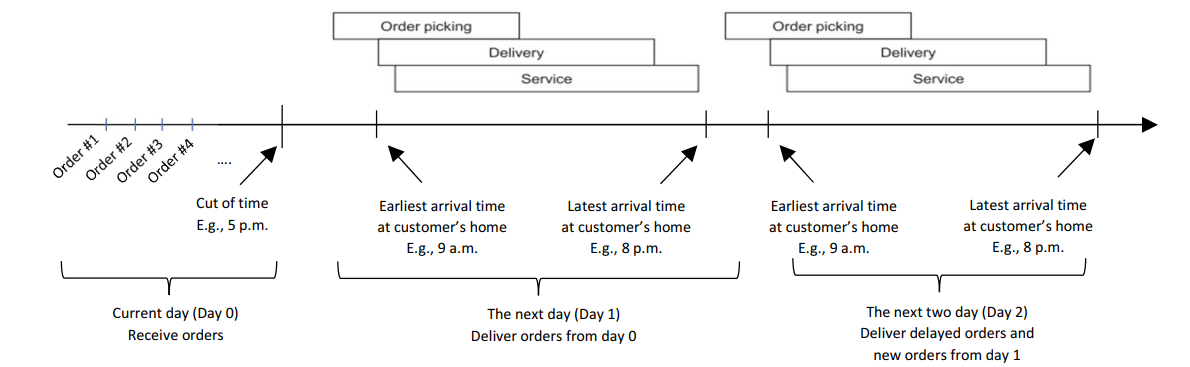 Order picking
Delivery
Service
Order picking
Delivery
Service
Order #1
Order #2
Order #3
Order #4
....
Cut of time
E.g., 5 p.m.
Earliest arrival time
at customer's home
E.g., 9 a.m.
Latest arrival time
at customer's home
E.g., 8 p.m.
Earliest arrival time
at customer's home
E.g., 9 a.m.
Latest arrival time
at customer's home
E.g., 8 p.m.
Current day (Day 0)
Receive orders
The next day (Day 1)
Deliver orders from day 0
The next two day (Day 2)
Deliver delayed orders and
new orders from day 1